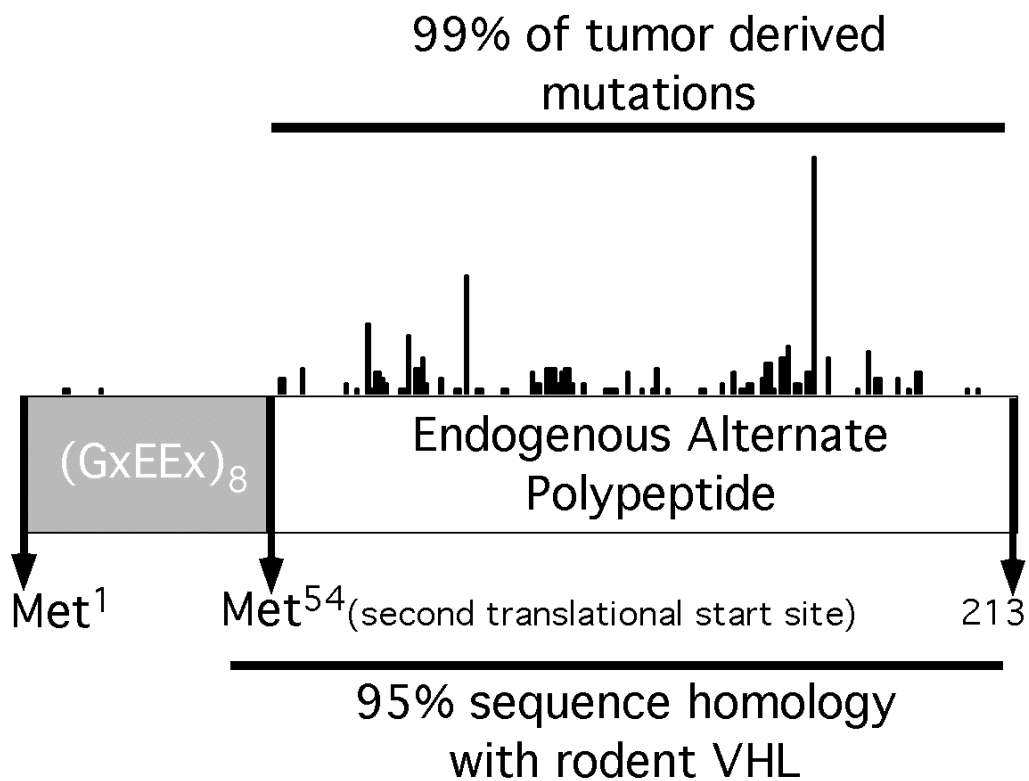 99% of tumor derived
mutations
(GxEEx)8
Endogenous Alternate
Polypeptide
Met1 Met54(second translational start site) 213
95% sequence homology
with rodent VHL